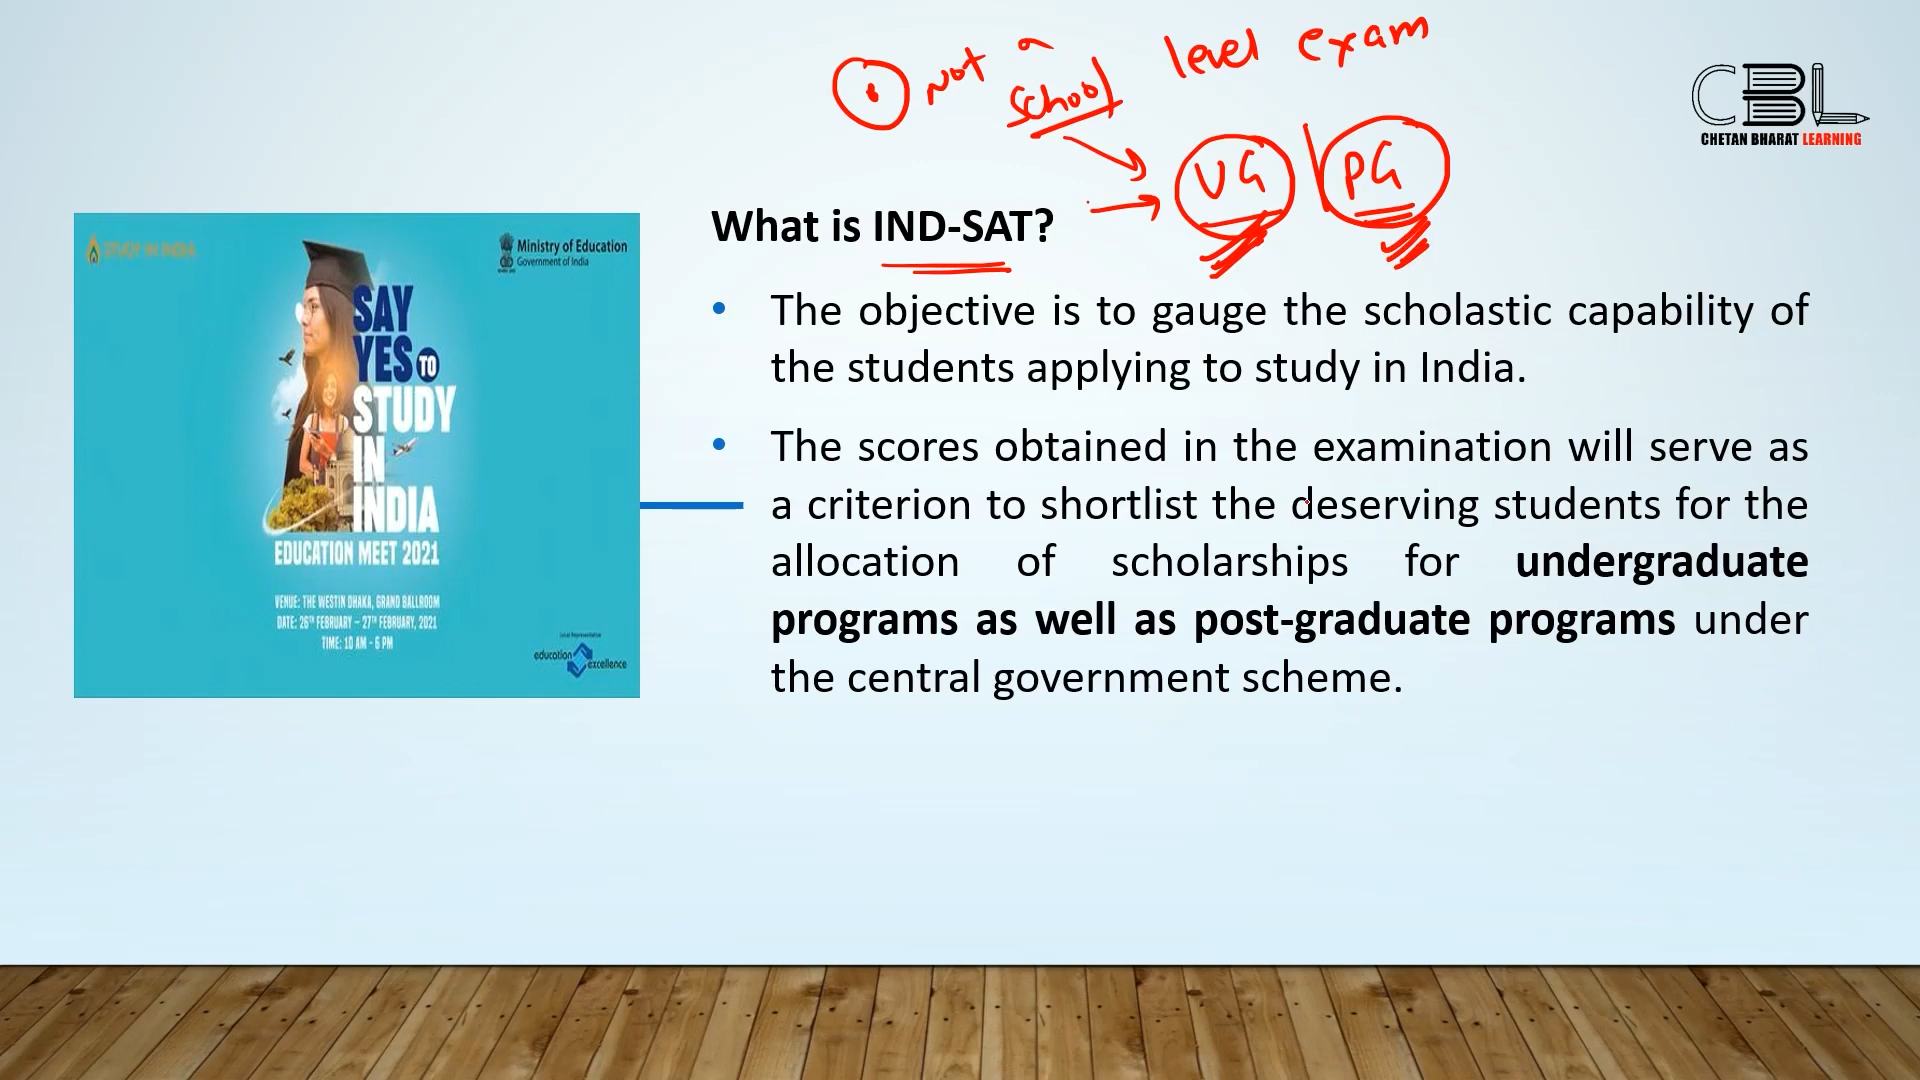 not a school level exam
UG / PG
CBL
CHETAN BHARAT LEARNING
What is IND-SAT?
• The objective is to gauge the scholastic capability of
the students applying to study in India.
• The scores obtained in the examination will serve as
a criterion to shortlist the deserving students for the
allocation of scholarships for undergraduate
programs as well as post-graduate programs under
the central government scheme.
STUDY IN INDIA
Ministry of Education
Government of India
SAY
YES TO
STUDY
IN
INDIA
EDUCATION MEET 2021
VENUE: THE WESTIN DHAKA, GRAND BALLROOM
DATE: 26TH FEBRUARY - 27TH FEBRUARY, 2021
TIME: 10 AM - 6 PM
Local Representative
education excellence